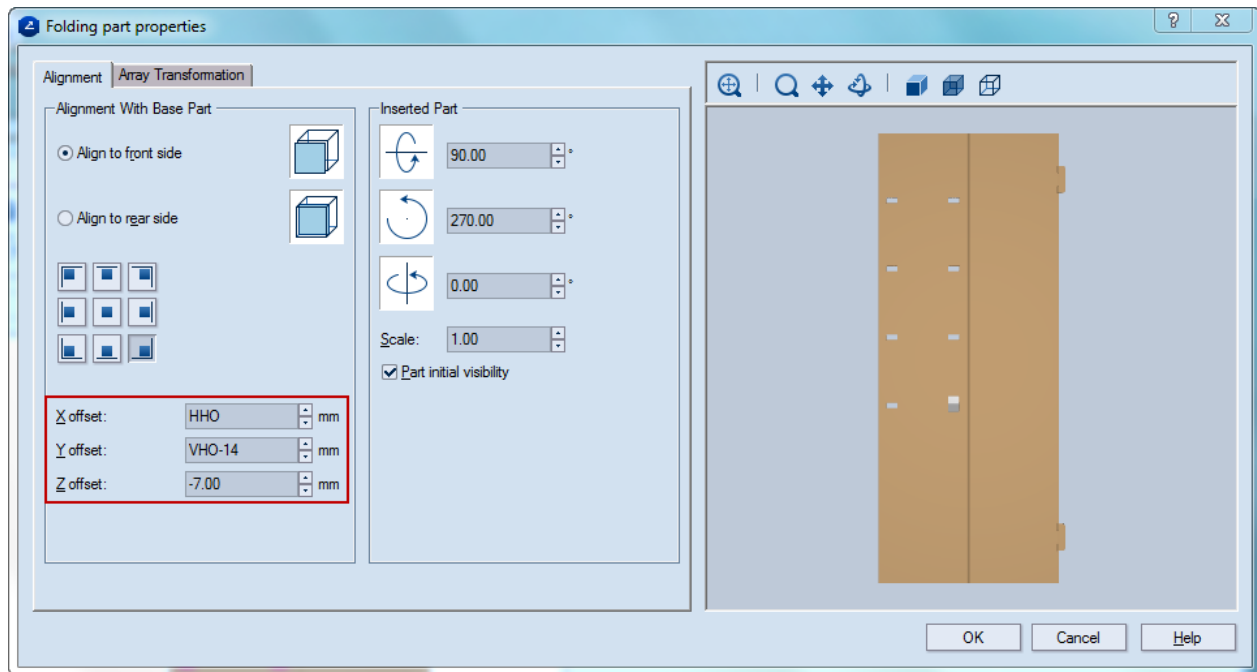 Folding part properties
Alignment
Array Transformation
Alignment With Base Part
Align to front side
Align to rear side
X offset: HHO mm
Y offset: VHO-14 mm
Z offset: -7.00 mm
Inserted Part
90.00 °
270.00 °
0.00 °
Scale: 1.00
Part initial visibility
OK
Cancel
Help